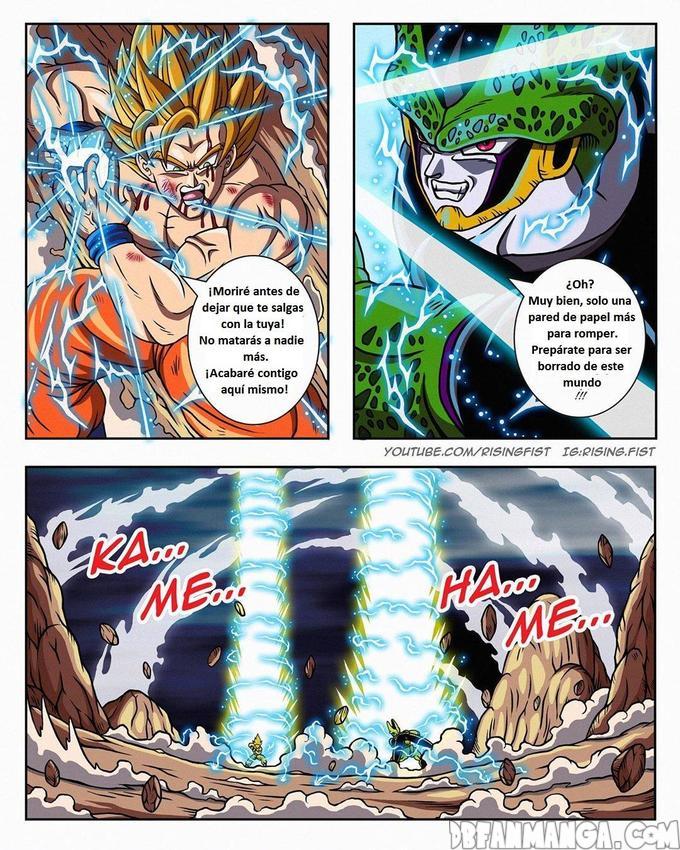 ¡Moriré antes de
dejar que te salgas
con la tuya!
No matarás a nadie
más.
¡Acabaré contigo
aquí mismo!
¿Oh?
Muy bien, solo una
pared de papel más
para romper.
Prepárate para ser
borrado de este
mundo
!!!
YOUTUBE.COM/RISINGFIST IG:RISING.FIST
KA...
ME...
HA...
ME...
DBFANMANGA.COM